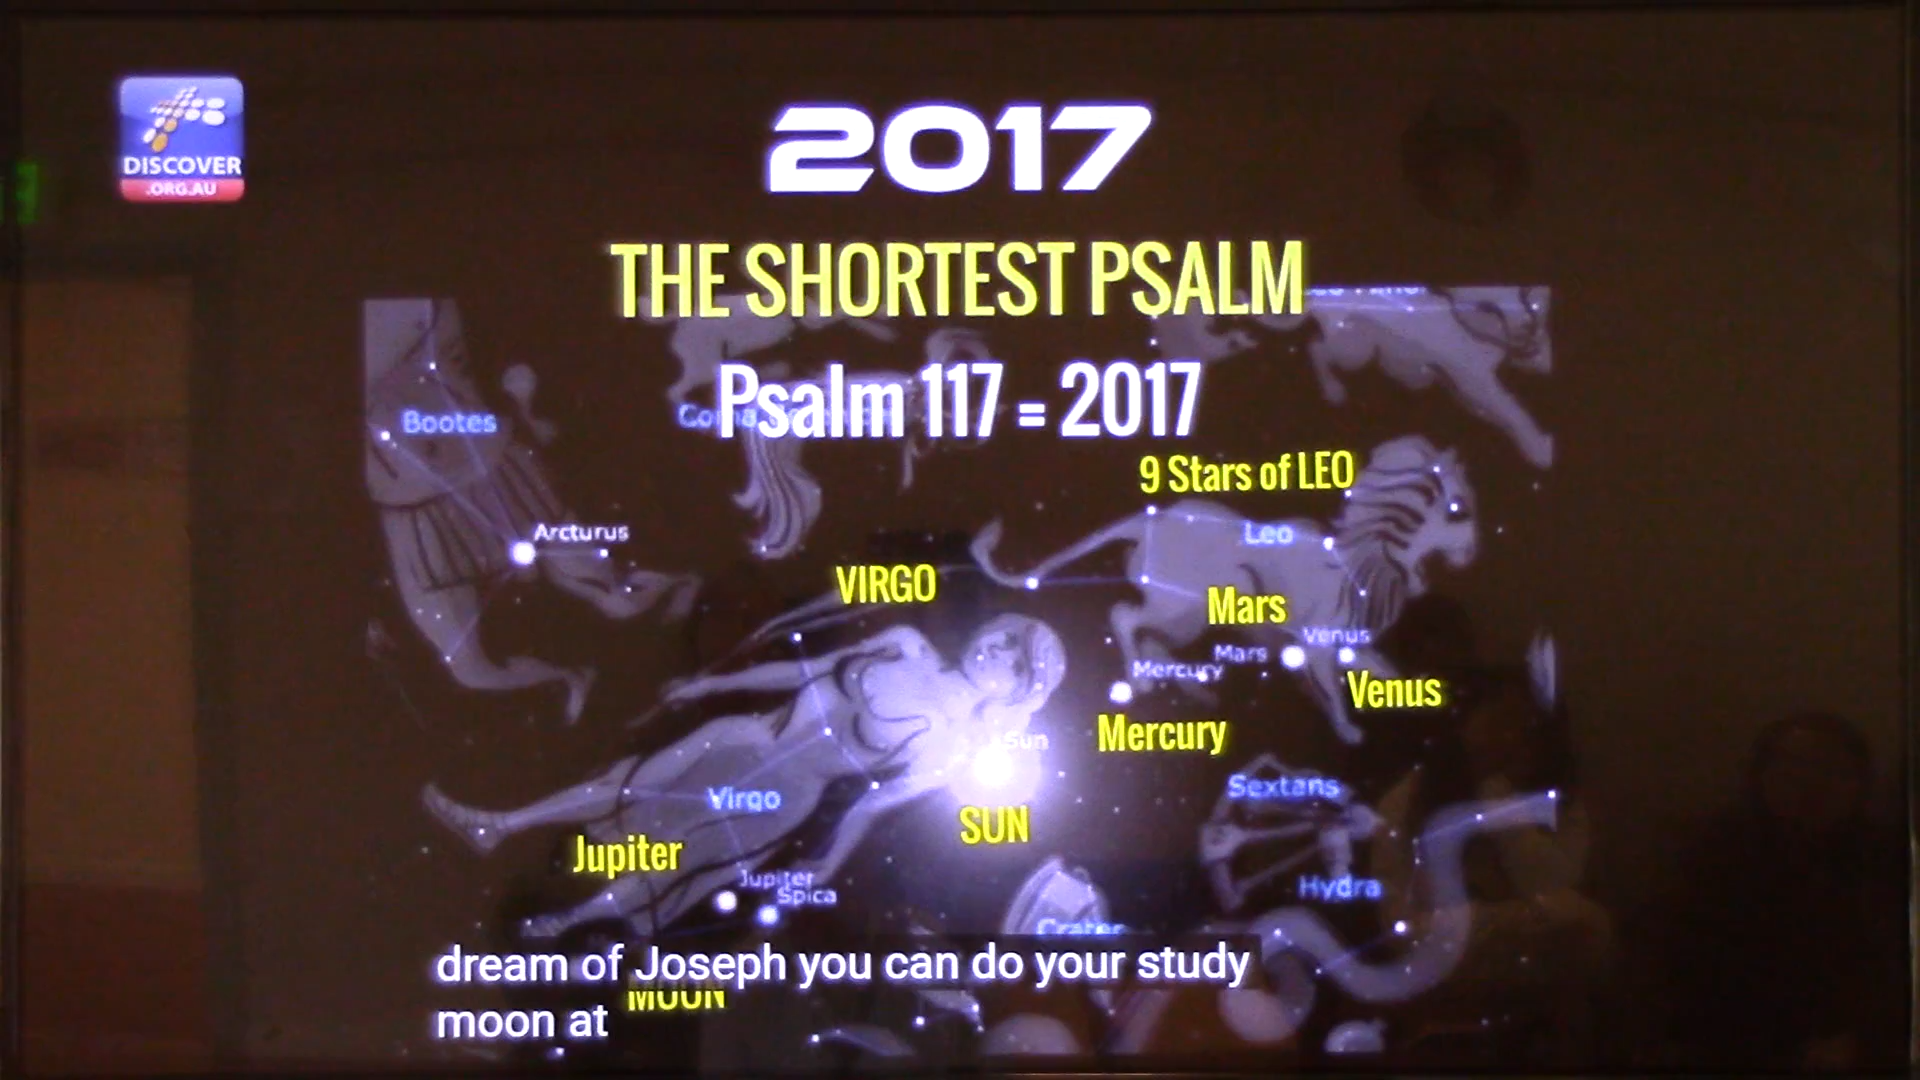 DISCOVER
.ORG.AU
2017
THE SHORTEST PSALM
Psalm 117 = 2017
Bootes
9 Stars of LEO
Arcturus
Leo
VIRGO
Mars
Venus
Mars
Mercury
Venus
Mercury
Sun
Sextans
Virgo
SUN
Jupiter
Jupiter
Spica
Hydra
Crater
dream of Joseph you can do your study
MOON
moon at